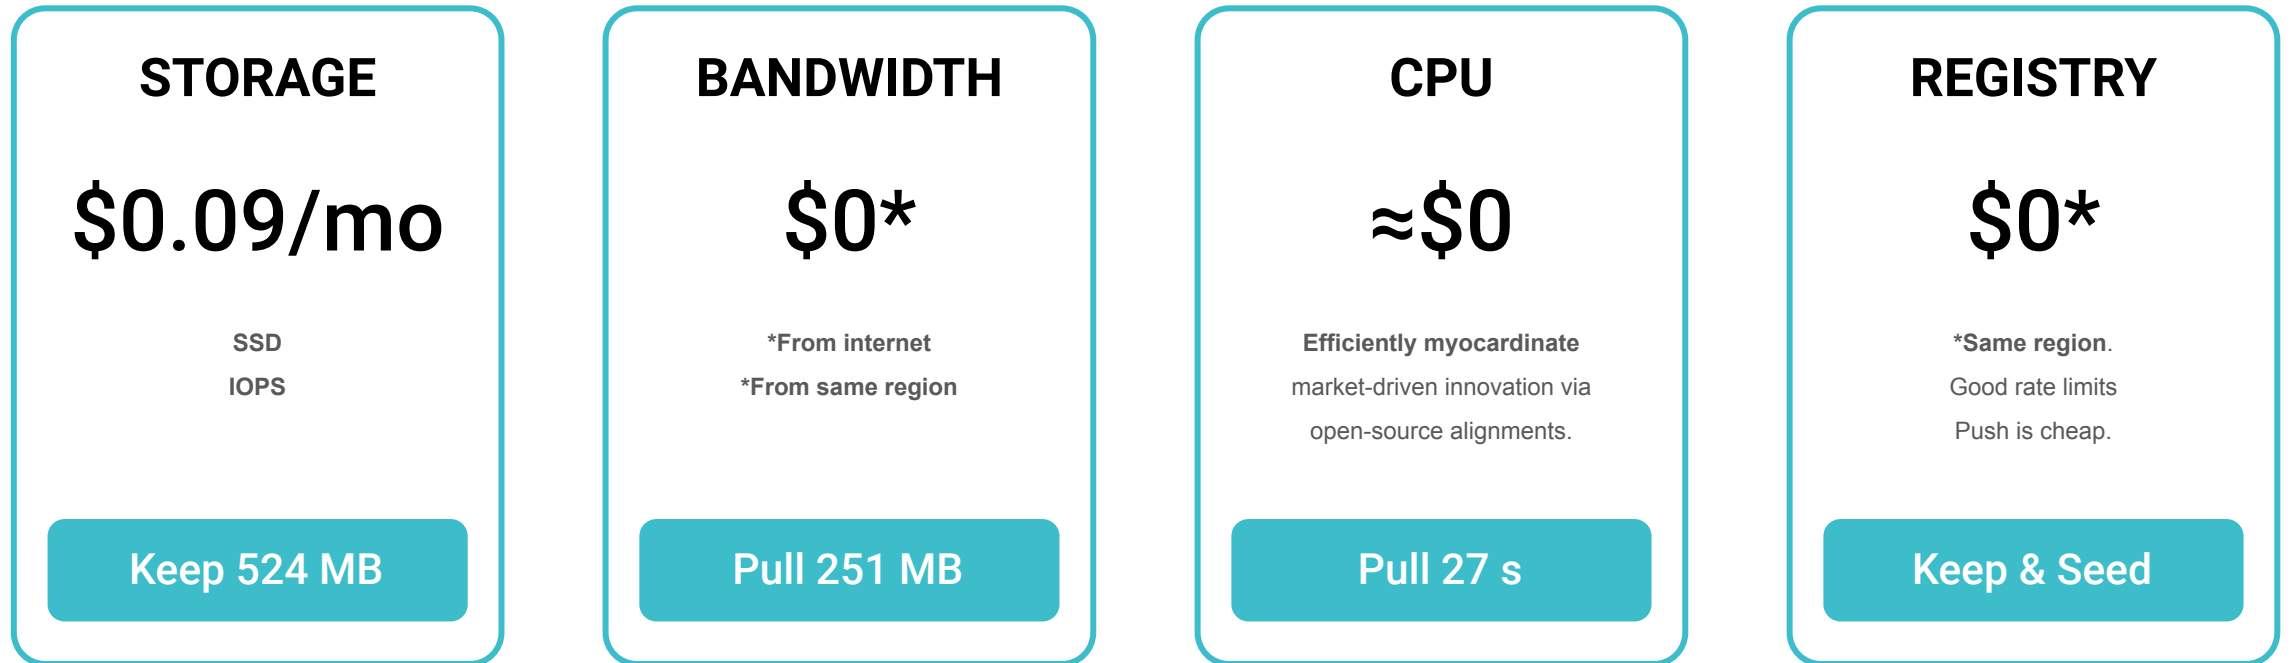 STORAGE
$0.09/mo
SSD
IOPS
Keep 524 MB
BANDWIDTH
$0*
*From internet
*From same region
Pull 251 MB
CPU
≈$0
Efficiently myocardinate
market-driven innovation via
open-source alignments.
Pull 27 s
REGISTRY
$0*
*Same region.
Good rate limits
Push is cheap.
Keep & Seed